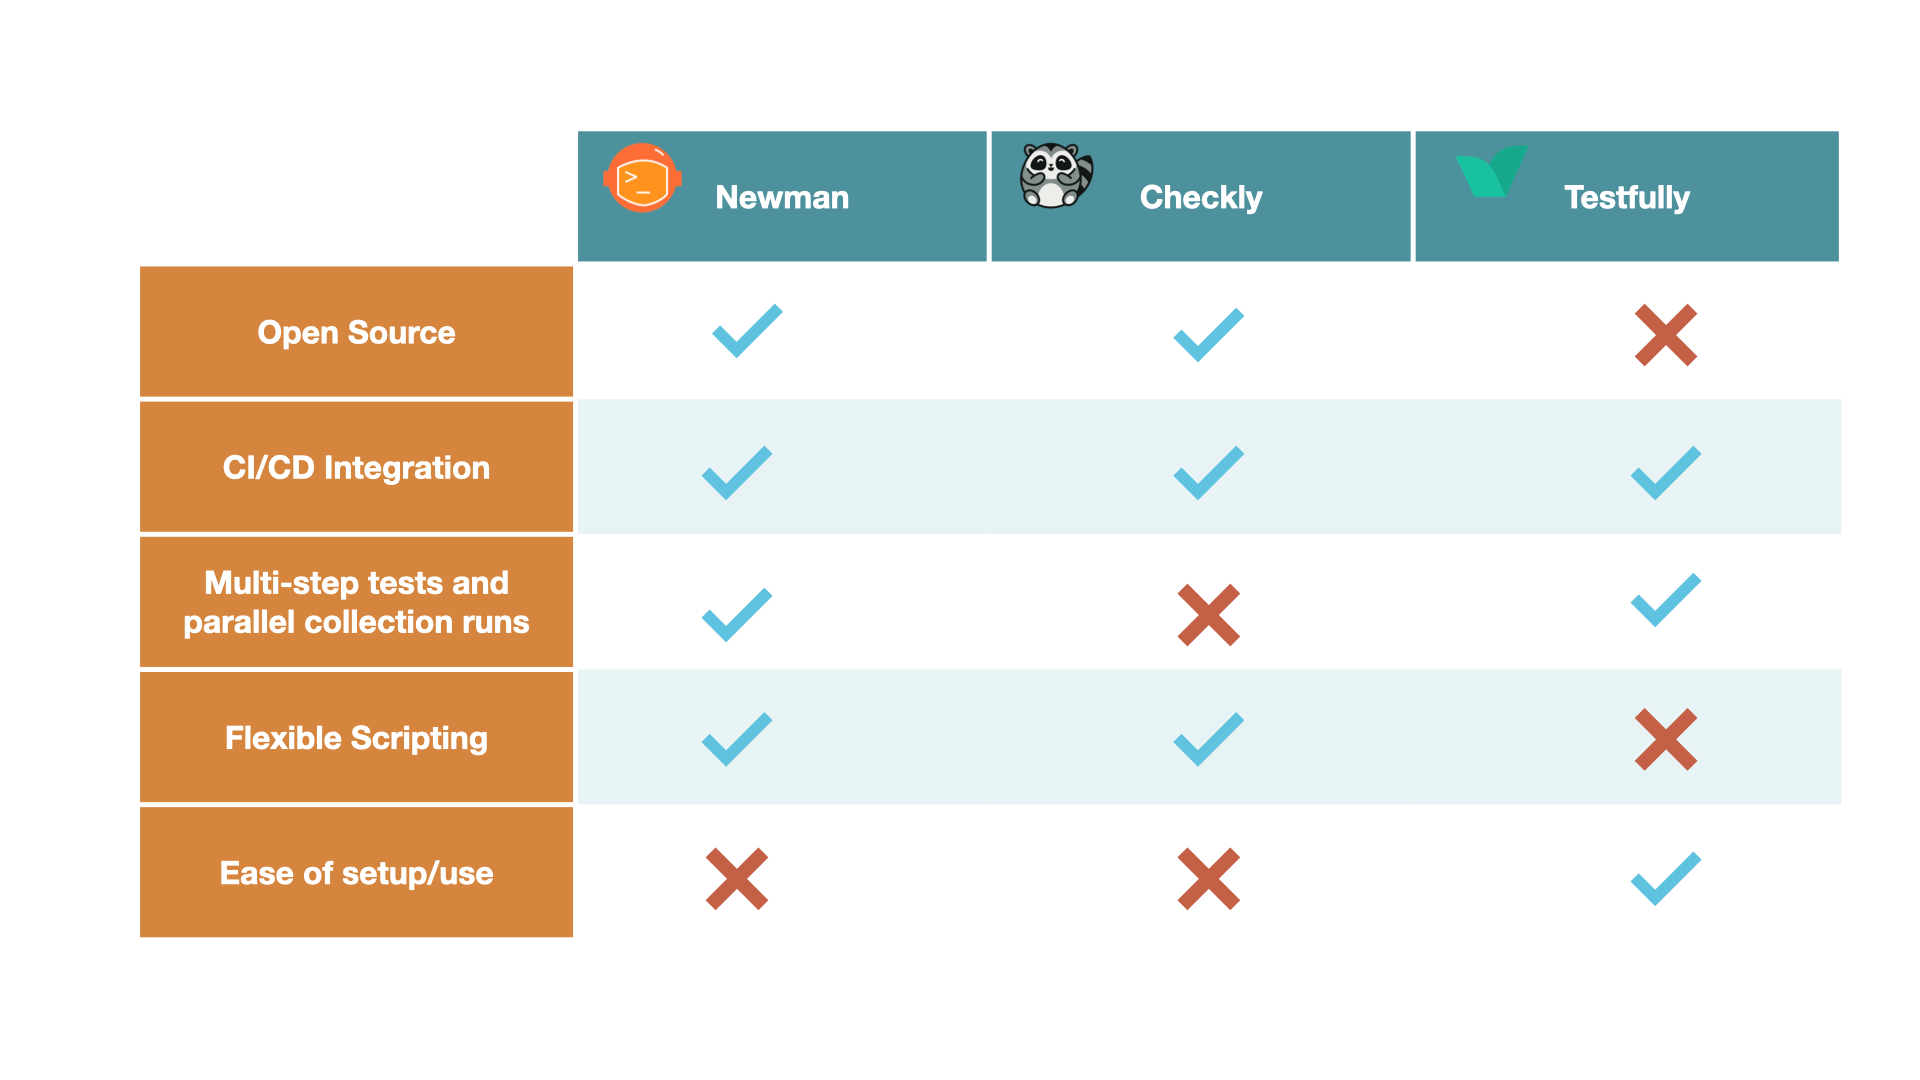 Newman
Checkly
Testfully
Open Source
CI/CD Integration
Multi-step tests and
parallel collection runs
Flexible Scripting
Ease of setup/use